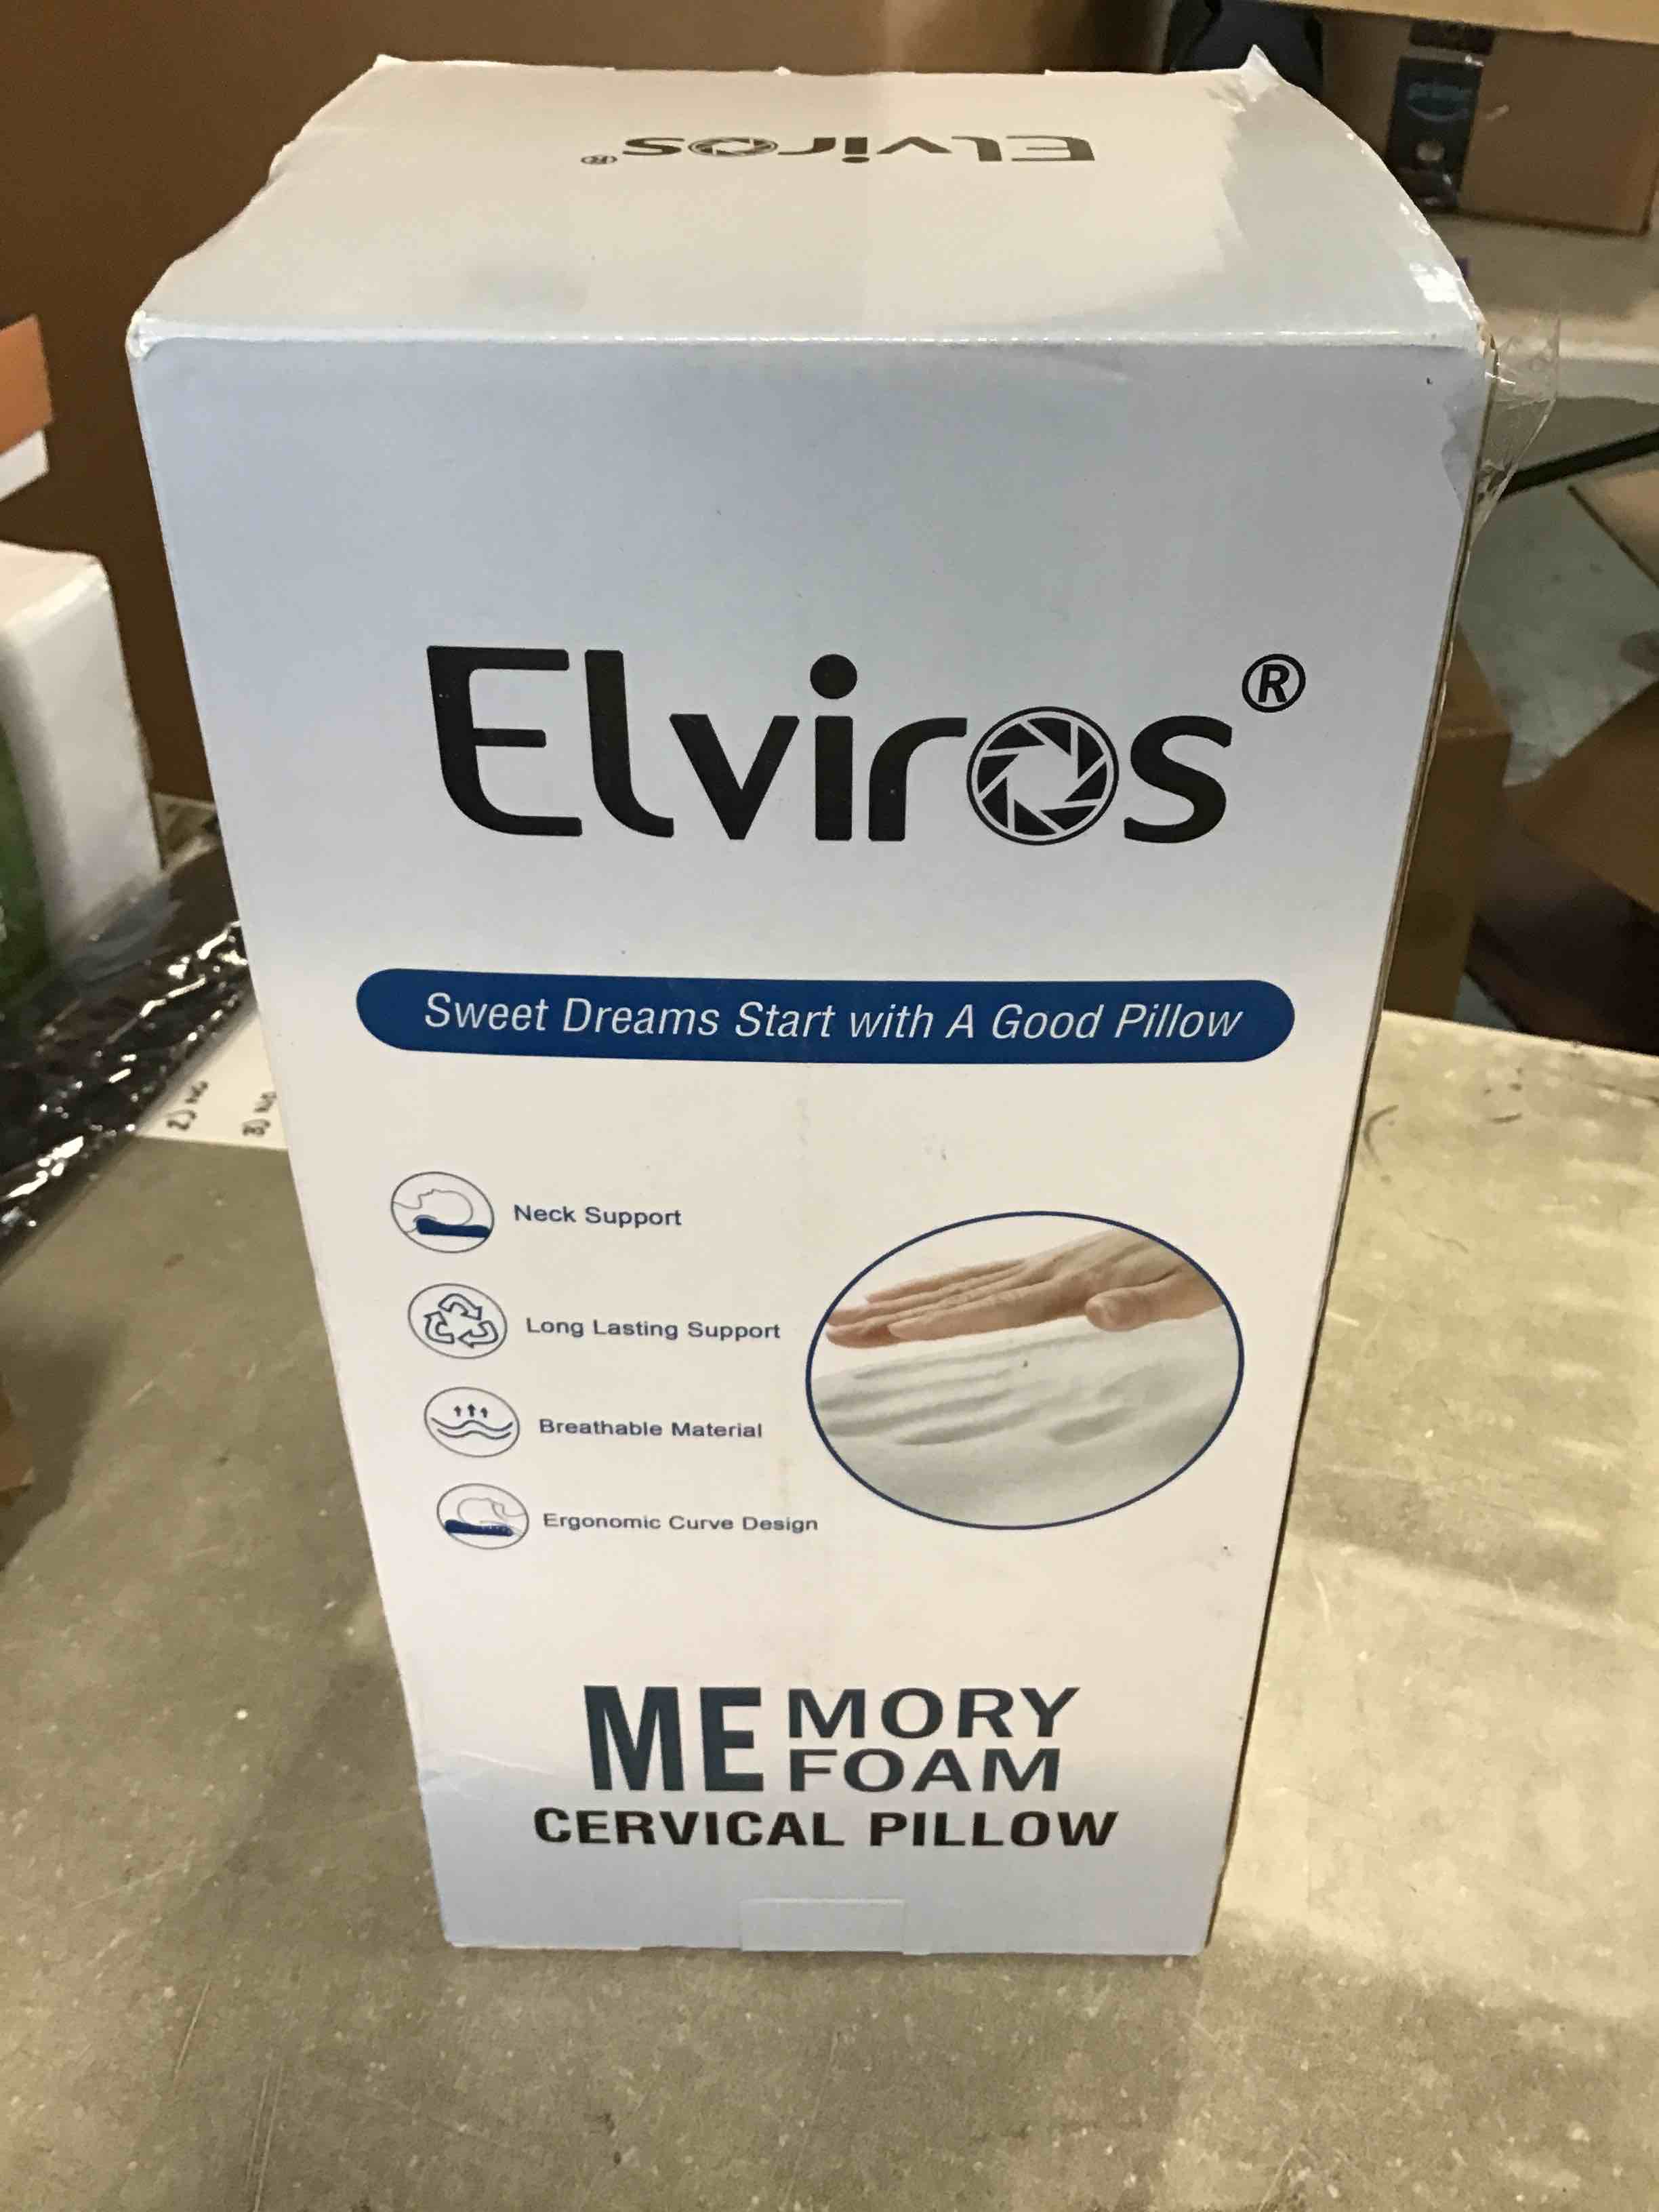 Elviros®
Elviros®
Sweet Dreams Start with A Good Pillow
Neck Support
Long Lasting Support
Breathable Material
Ergonomic Curve Design
MEMORY
FOAM
CERVICAL PILLOW
prime